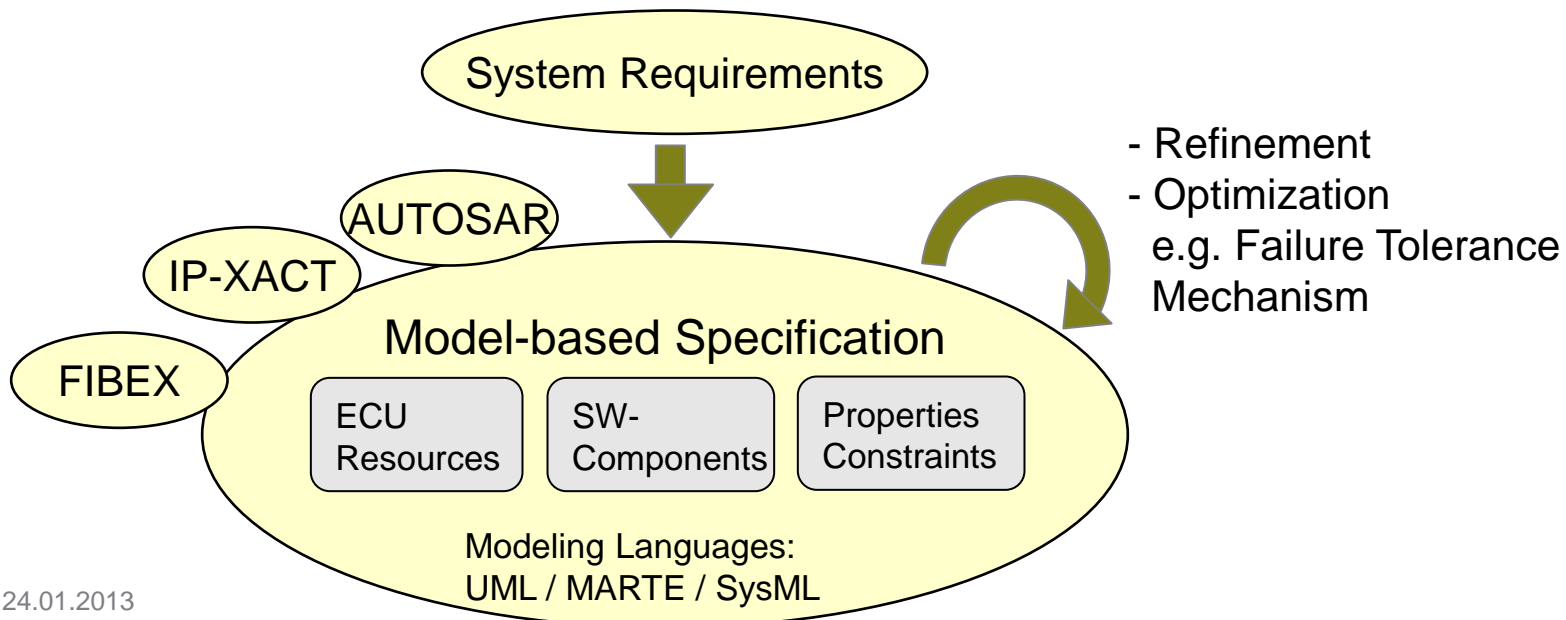 System Requirements
- Refinement
- Optimization
e.g. Failure Tolerance
Mechanism
AUTOSAR
IP-XACT
FIBEX
Model-based Specification
ECU
Resources
SW-
Components
Properties
Constraints
Modeling Languages:
UML / MARTE / SysML
24.01.2013